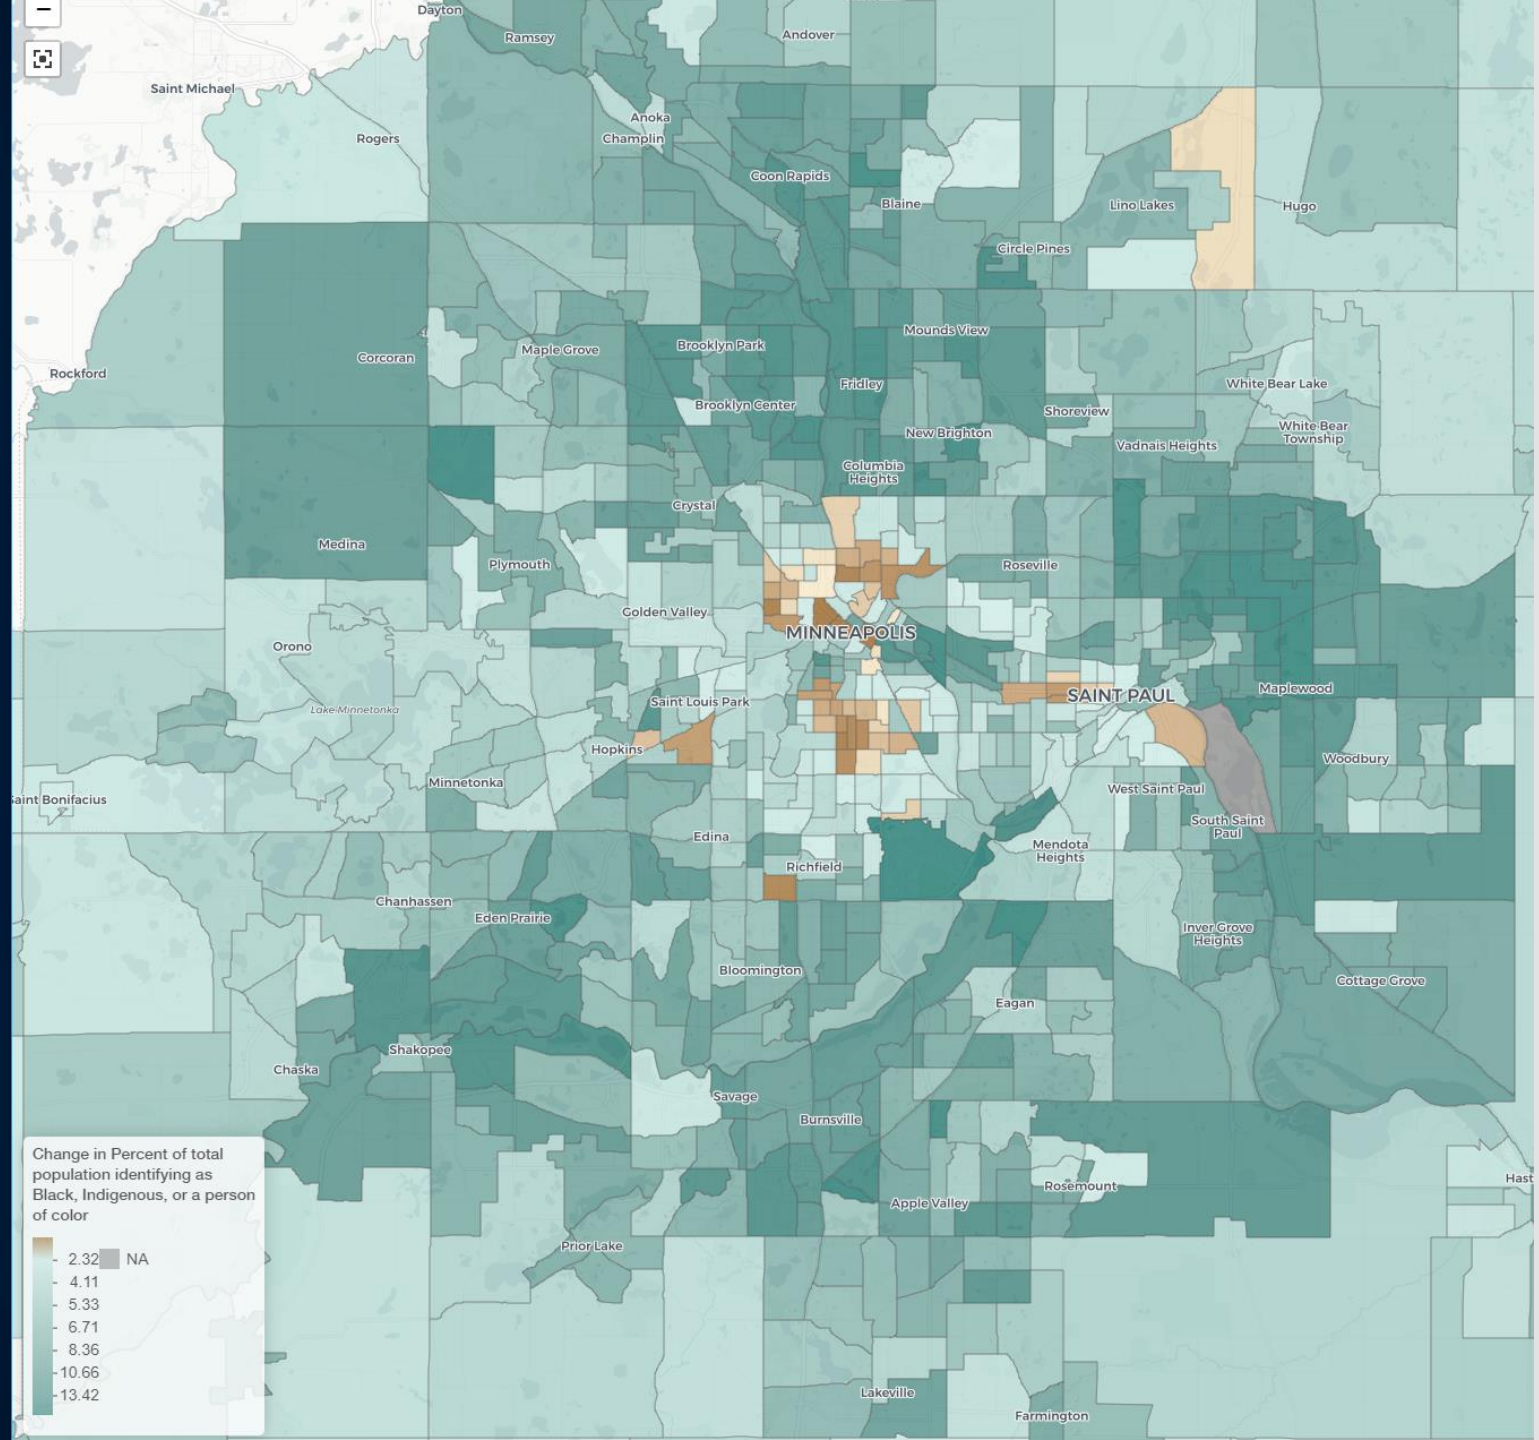 −
Dayton
Ramsey
Andover
Saint Michael
Anoka
Rogers
Champlin
Coon Rapids
Blaine
Lino Lakes
Hugo
Circle Pines
Mounds View
Brooklyn Park
Maple Grove
Corcoran
Rockford
Fridley
White Bear Lake
Brooklyn Center
Shoreview
White Bear
Township
New Brighton
Vadnais Heights
Columbia
Heights
Crystal
Medina
Plymouth
Roseville
Golden Valley
MINNEAPOLIS
Orono
Maplewood
SAINT PAUL
Saint Louis Park
Lake Minnetonka
Hopkins
Woodbury
Minnetonka
West Saint Paul
aint Bonifacius
South Saint
Paul
Edina
Mendota
Heights
Richfield
Chanhassen
Eden Prairie
Inver Grove
Heights
Bloomington
Cottage Grove
Eagan
Shakopee
Chaska
Savage
Burnsville
Hast
Rosemount
Apple Valley
Prior Lake
Lakeville
Farmington
Change in Percent of total
population identifying as
Black, Indigenous, or a person
of color
2.32 NA
4.11
5.33
6.71
8.36
10.66
13.42